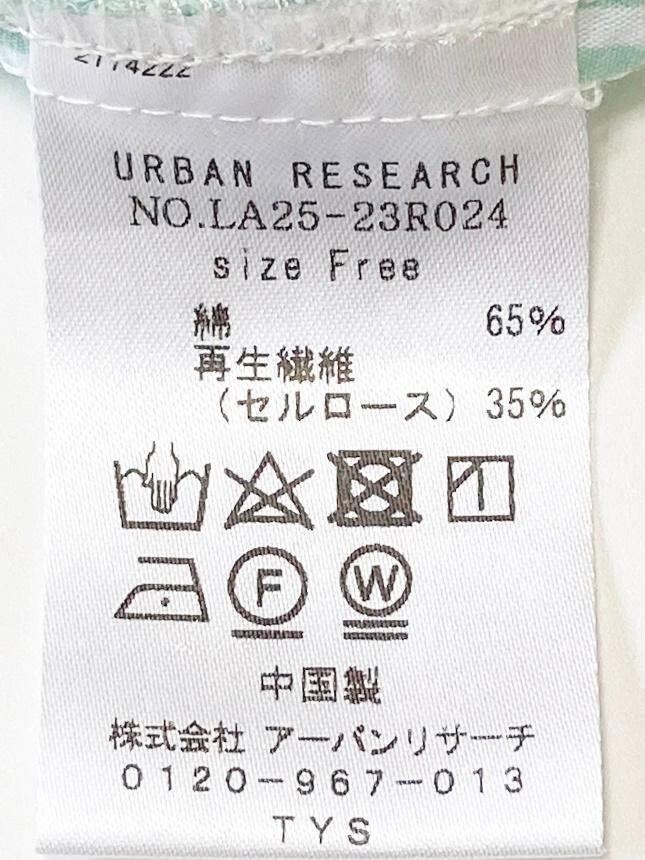 URBAN RESEARCH
NO.LA25-23R024
size Free
綿 65%
再生繊維
(セルロース) 35%
F W
中国製
株式会社 アーバンリサーチ
0120-967-013
TYS